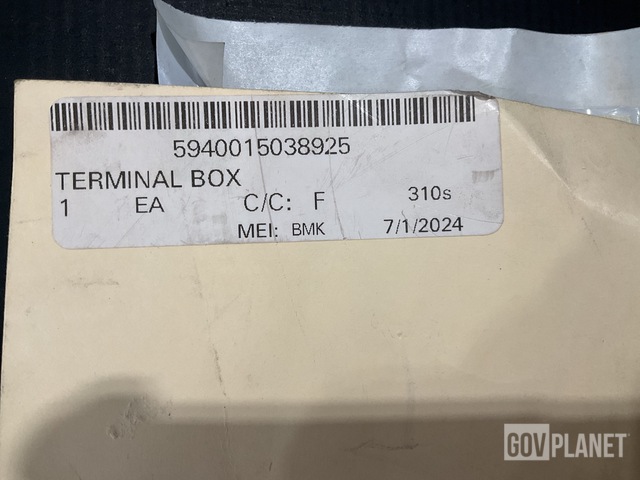 5940015038925
TERMINAL BOX
1 EA C/C: F 310s
MEI: BMK 7/1/2024
GOVPLANET